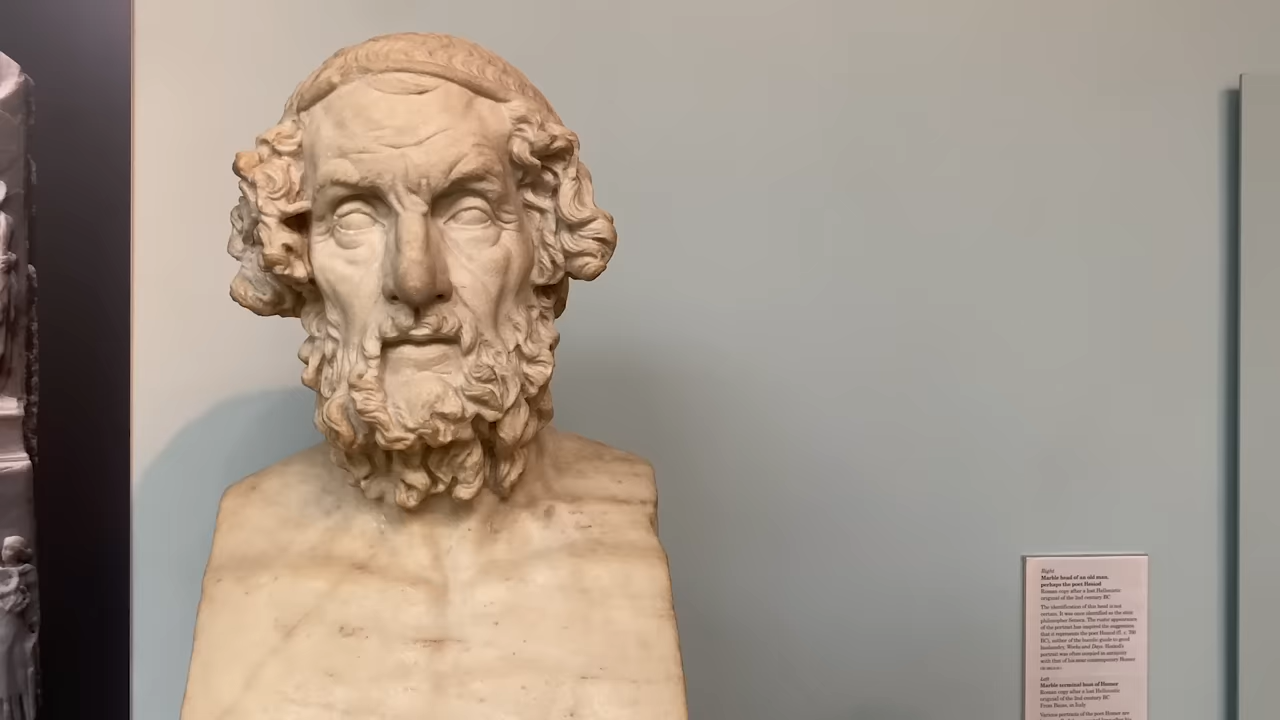 Right
Marble head of an old man,
perhaps the poet Hesiod
Roman copy after a lost Hellenistic
original of the 2nd century BC
The identification of this head is not
certain. It was once identified as the stoic
philosopher Seneca. The rustic appearance
of the portrait has inspired the suggestion
that it represents the poet Hesiod (fl. c. 700
BC), author of the bucolic guide to good
husbandry, Works and Days. Hesiod's
portrait was often coupled in antiquity
with that of his near contemporary Homer
Left
Marble terminal bust of Homer
Roman copy after a lost Hellenistic
original of the 2nd century BC
From Baiae, in Italy
Various portraits of the poet Homer are